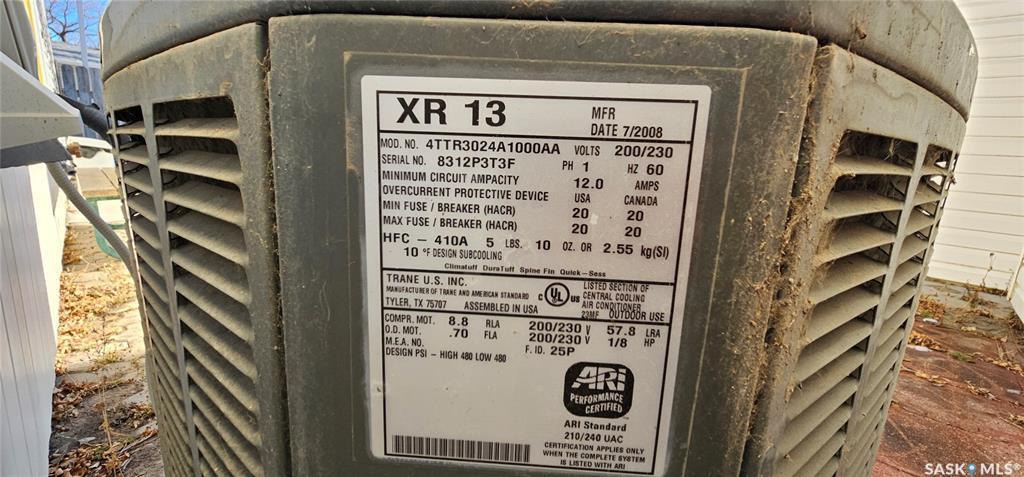 XR 13
MFR
DATE 7/2008
MOD. NO. 4TTR3024A1000AA VOLTS 200/230
SERIAL NO. 8312P3T3F PH 1 HZ 60
MINIMUM CIRCUIT AMPACITY 12.0 AMPS
OVERCURRENT PROTECTIVE DEVICE USA CANADA
MIN FUSE / BREAKER (HACR) 20 20
MAX FUSE / BREAKER (HACR) 20 20
HFC – 410A 5 LBS. 10 OZ. OR 2.55 kg(SI)
10 °F DESIGN SUBCOOLING
Climatuff DuraTuff Spine Fin Quick-Sess
TRANE U.S. INC.
MANUFACTURER OF TRANE AND AMERICAN STANDARD
TYLER, TX 75707 ASSEMBLED IN USA
C UL US
LISTED SECTION OF
CENTRAL COOLING
AIR CONDITIONER
23MF OUTDOOR USE
COMPR. MOT. 8.8 RLA 200/230 V 57.8 LRA
O.D. MOT. .70 FLA 200/230 V 1/8 HP
M.E.A. NO. F. ID. 25P
DESIGN PSI – HIGH 480 LOW 480
ARI
PERFORMANCE
CERTIFIED
ARI Standard
210/240 UAC
CERTIFICATION APPLIES ONLY
WHEN THE COMPLETE SYSTEM
IS LISTED WITH ARI
SASK MLS®